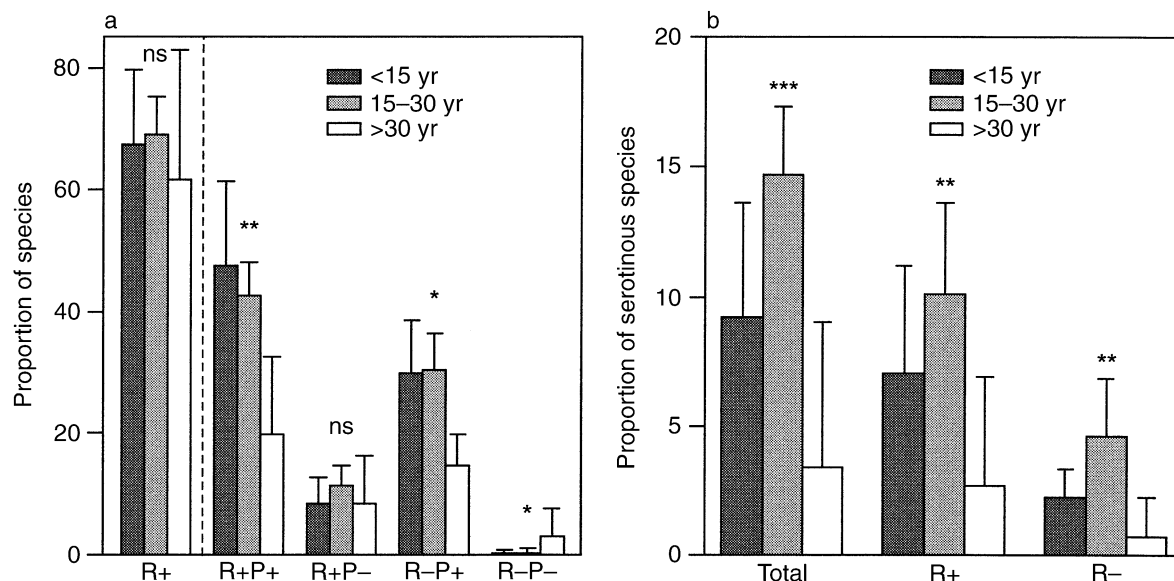 a
Proportion of species
80
60
40
20
0
ns
**
ns
*
*
<15 yr
15–30 yr
>30 yr
R+
R+P+
R+P–
R–P+
R–P–
b
Proportion of serotinous species
20
15
10
5
0
***
**
**
<15 yr
15–30 yr
>30 yr
Total
R+
R–